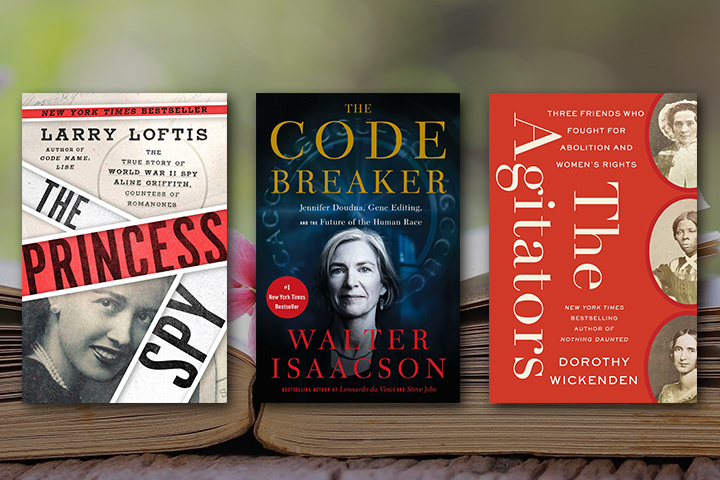 NEW YORK TIMES BESTSELLER
LARRY LOFTIS
AUTHOR OF
CODE NAME:
LISE
THE
TRUE STORY OF
WORLD WAR II SPY
ALINE GRIFFITH,
COUNTESS OF
ROMANONES
THE
PRINCESS
SPY
THE
CODE
BREAKER
Jennifer Doudna, Gene Editing,
AND THE Future of the Human Race
#1
New York Times
Bestseller
WALTER
ISAACSON
BESTSELLING AUTHOR OF Leonardo da Vinci AND Steve Jobs
THREE FRIENDS WHO
FOUGHT FOR
ABOLITION AND
WOMEN'S RIGHTS
The
Agitators
NEW YORK TIMES
BESTSELLING
AUTHOR OF
NOTHING DAUNTED
DOROTHY
WICKENDEN